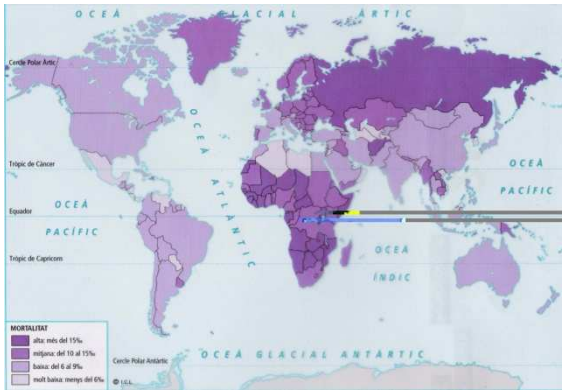 OCEÀ GLACIAL ÀRTIC
Cercle Polar Àrtic
OCEÀ ATLÀNTIC
Tròpic de Càncer
OCEÀ PACÍFIC
OCEÀ PACÍFIC
Equador
OCEÀ ÍNDIC
Tròpic de Capricorn
MORTALITAT
alta: més del 15‰
mitjana: del 10 al 15‰
baixa: del 6 al 9‰
molt baixa: menys del 6‰
Cercle Polar Antàrtic
OCEÀ GLACIAL ANTÀRTIC